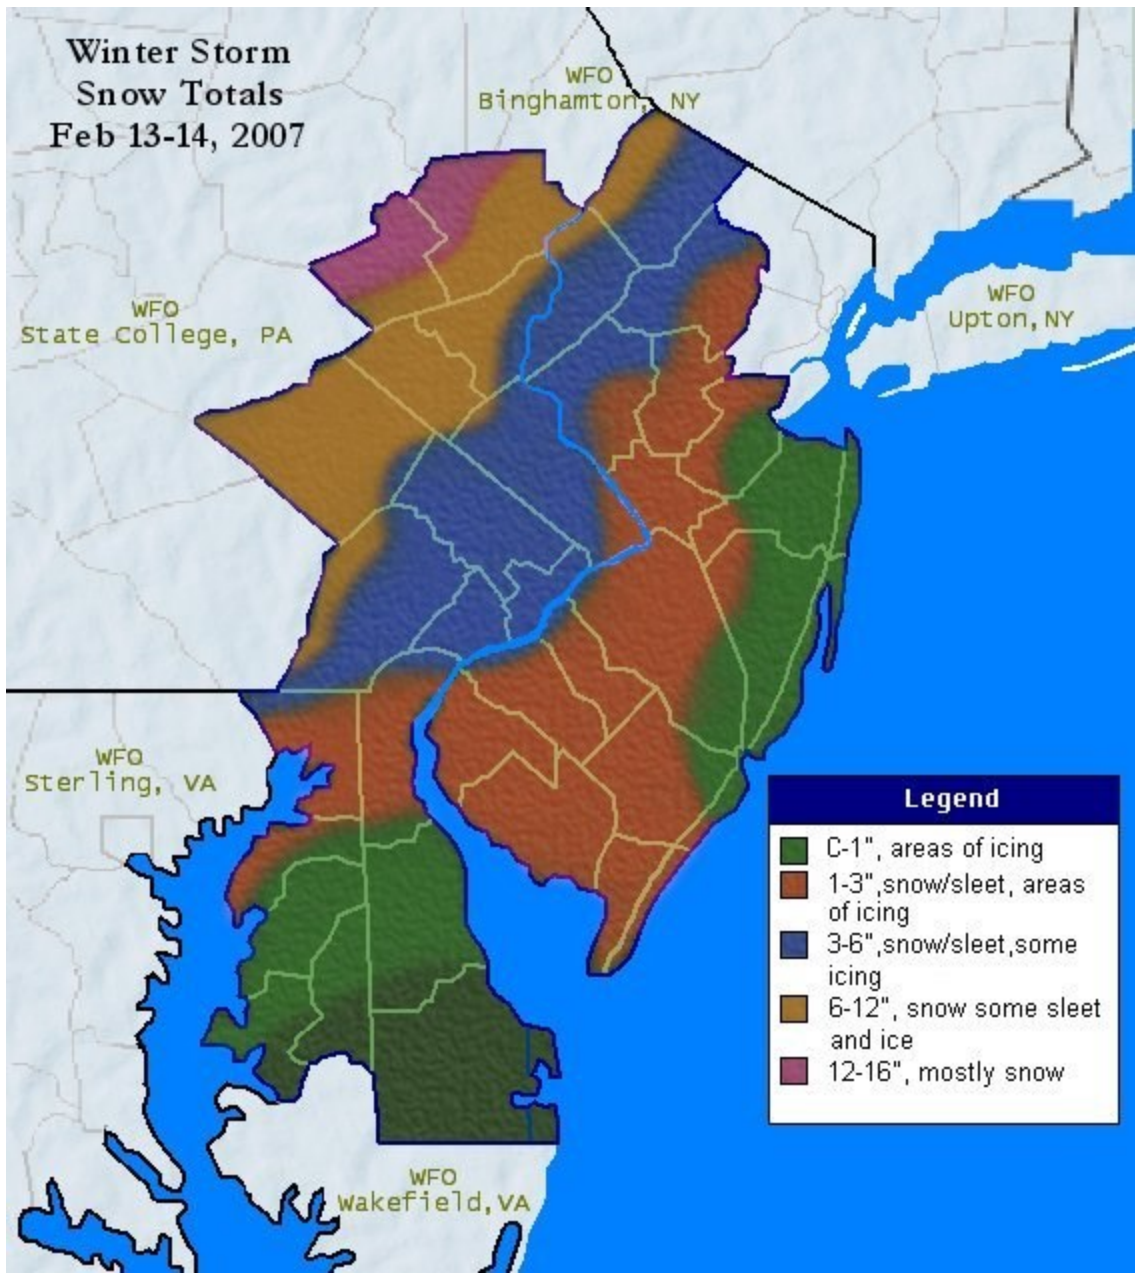 Winter Storm
Snow Totals
Feb 13-14, 2007
WFO
Binghamton, NY
WFO
State College, PA
WFO
Upton,NY
WFO
Sterling, VA
Legend
C-1", areas of icing
1-3",snow/sleet, areas
of icing
3-6",snow/sleet,some
icing
6-12", snow some sleet
and ice
12-16", mostly snow
WFO
Wakefield,VA